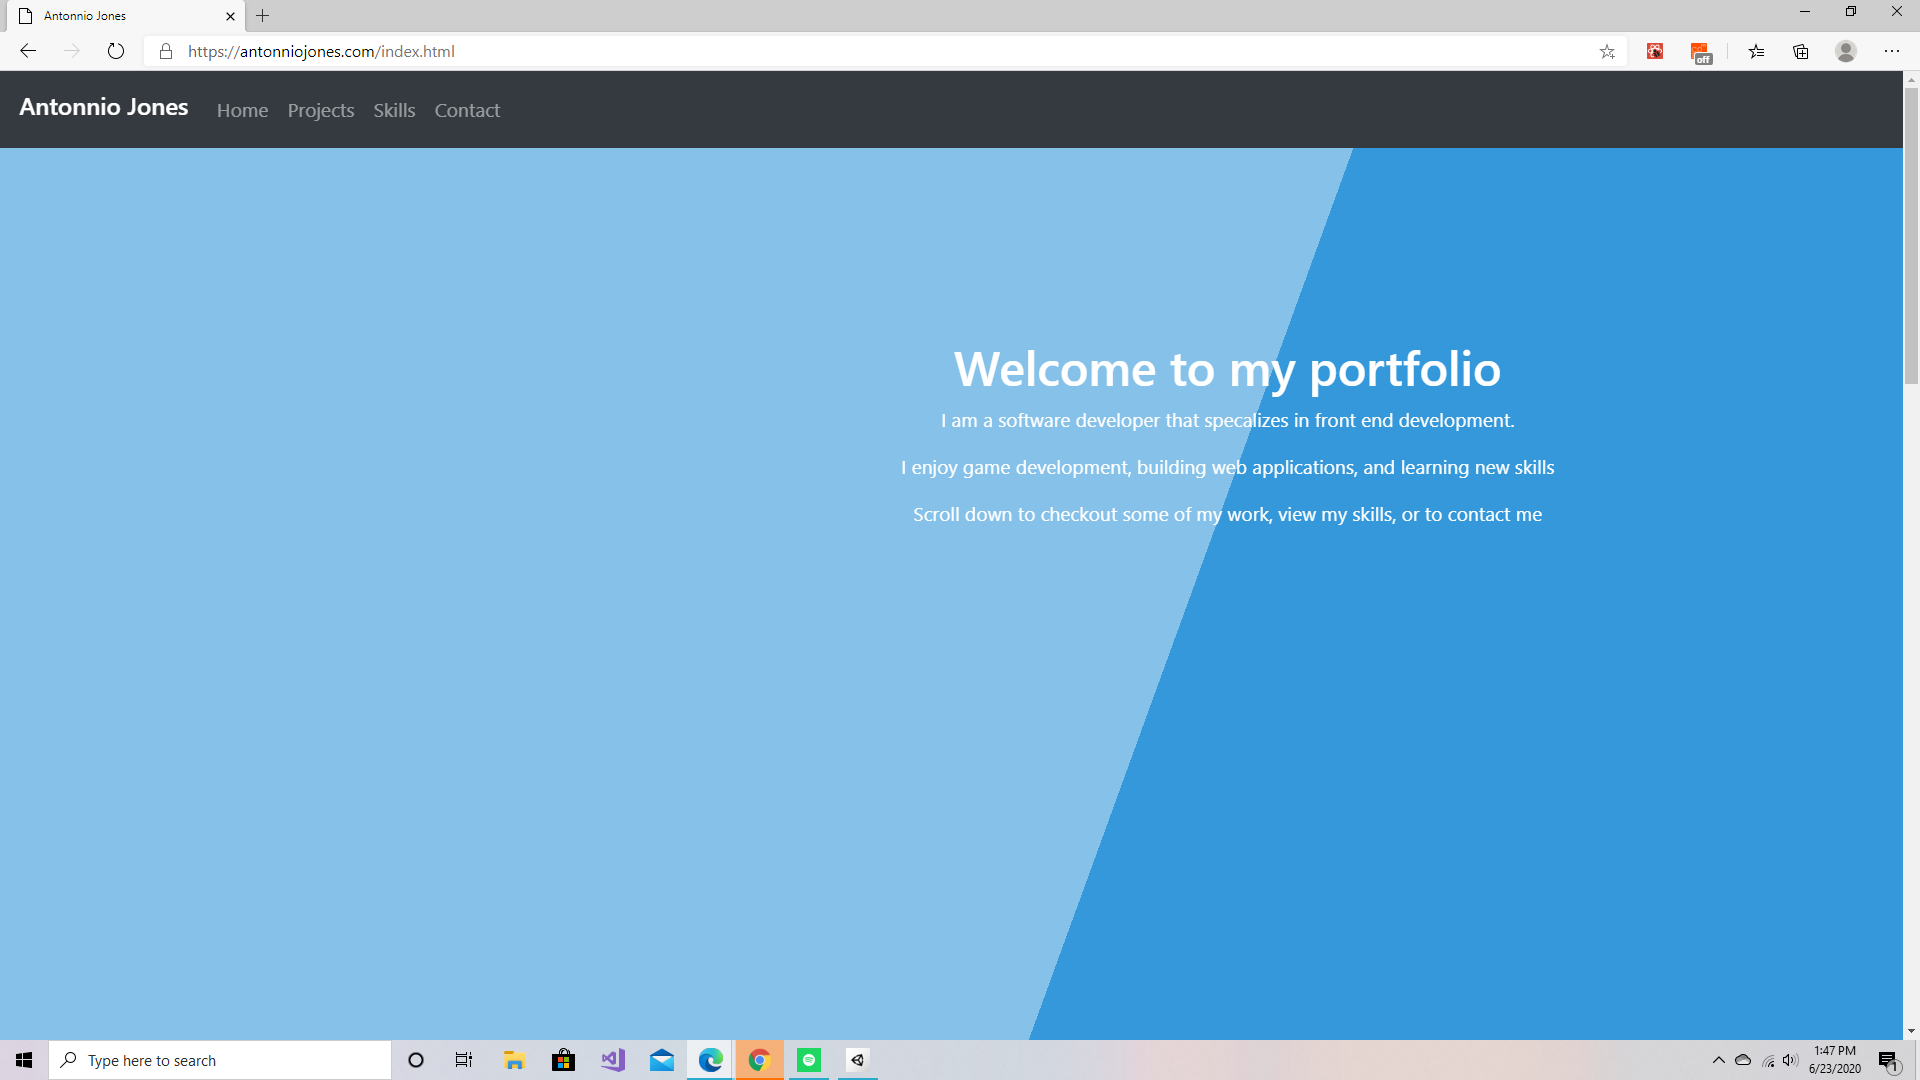 Antonnio Jones
https://antonniojones.com/index.html
off
Antonnio Jones Home Projects Skills Contact
Welcome to my portfolio
I am a software developer that specalizes in front end development.
I enjoy game development, building web applications, and learning new skills
Scroll down to checkout some of my work, view my skills, or to contact me
Type here to search
1:47 PM
6/23/2020
1